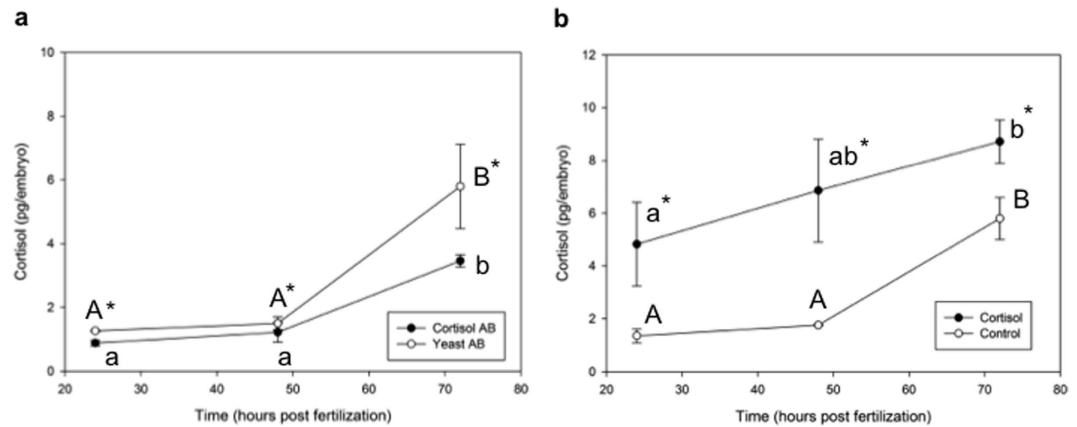 a
10
8
6
4
2
0
Cortisol (pg/embryo)
A*
a
A*
a
B*
b
Cortisol AB
Yeast AB
20 30 40 50 60 70 80
Time (hours post fertilization)
b
12
10
8
6
4
2
0
Cortisol (pg/embryo)
a*
ab*
b*
A
A
B
Cortisol
Control
20 30 40 50 60 70 80
Time (hours post fertilization)